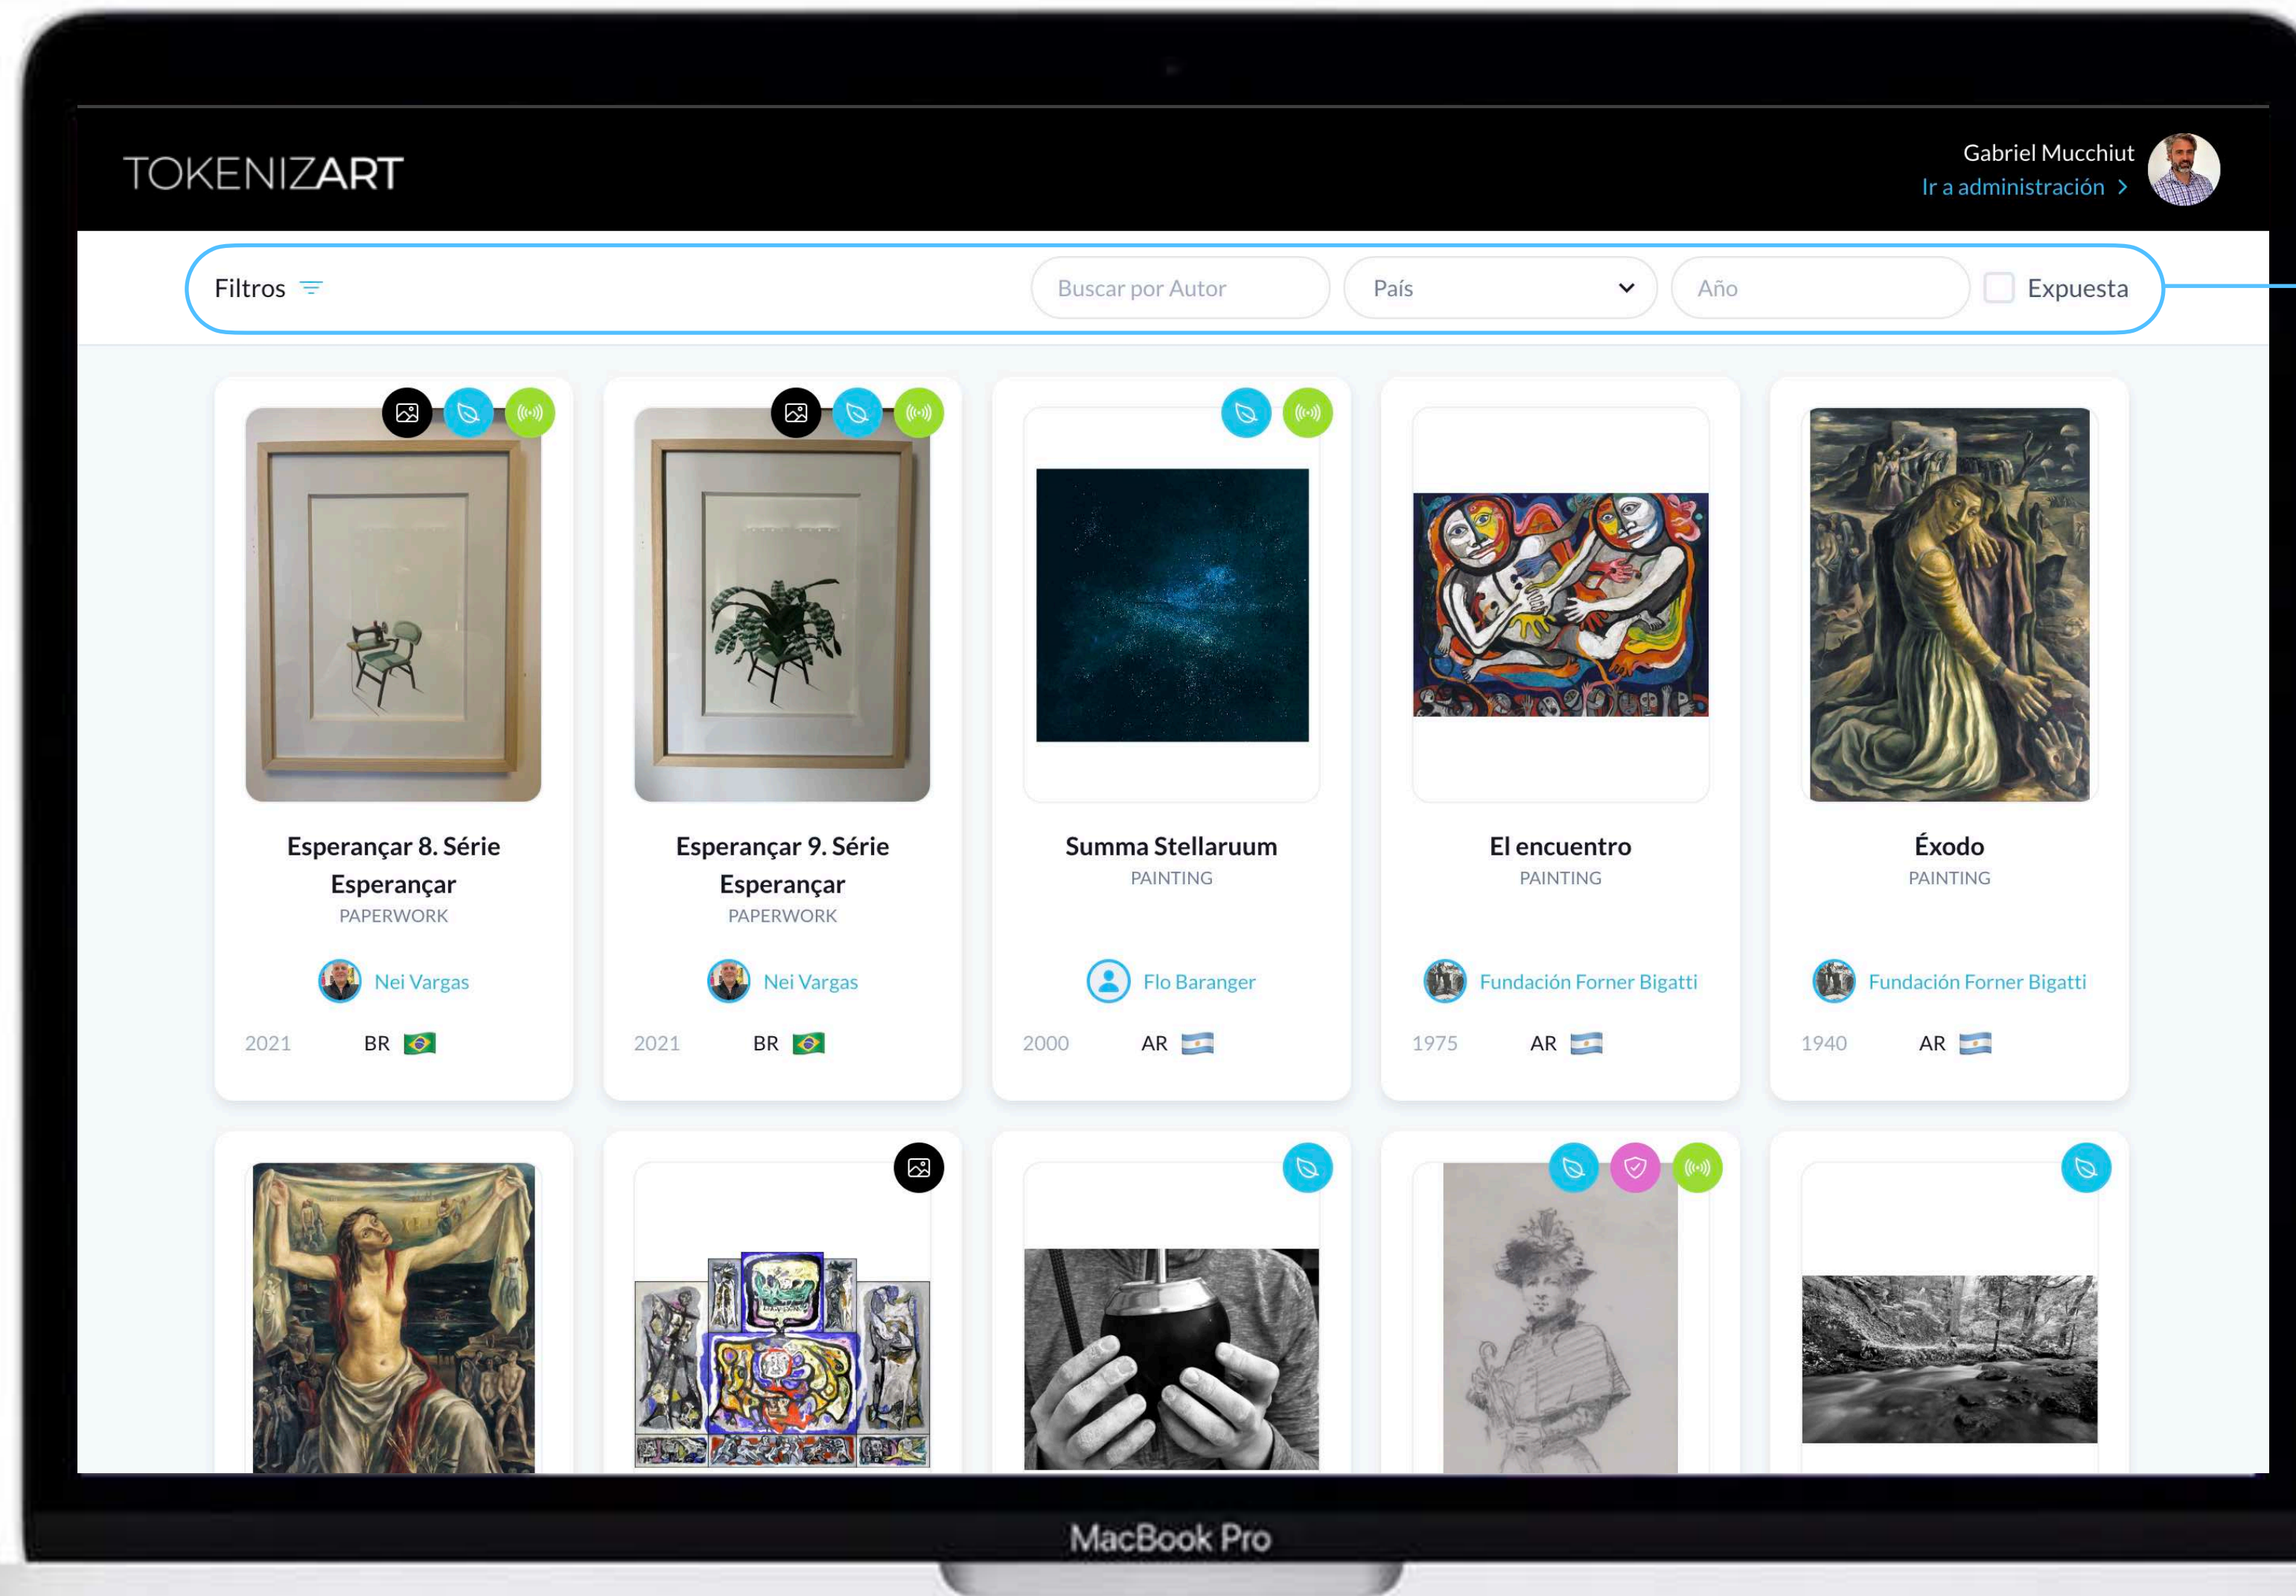 TOKENIZART
Gabriel Mucchiut
Ir a administración
Filtros
Buscar por Autor
País
Año
Expuesta
Esperançar 8. Série
Esperançar
PAPERWORK
Nei Vargas
2021 BR
Esperançar 9. Série
Esperançar
PAPERWORK
Nei Vargas
2021 BR
Summa Stellaruum
PAINTING
Flo Baranger
2000 AR
El encuentro
PAINTING
Fundación Forner Bigatti
1975 AR
Éxodo
PAINTING
Fundación Forner Bigatti
1940 AR
MacBook Pro